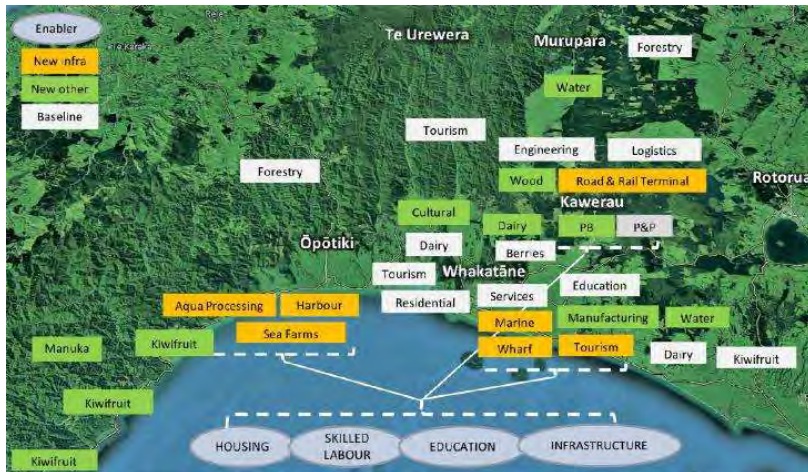 Enabler
New infra
New other
Baseline
Te Karaka
Te Urewera
Murupara
Forestry
Water
Tourism
Engineering
Logistics
Forestry
Wood
Road & Rail Terminal
Rotorua
Kawerau
Cultural
Dairy
PB
P&P
Ōpōtiki
Dairy
Berries
Tourism
Whakatāne
Education
Residential
Services
Aqua Processing
Harbour
Marine
Manufacturing
Water
Sea Farms
Manuka
Kiwifruit
Wharf
Tourism
Dairy
Kiwifruit
Kiwifruit
HOUSING
SKILLED
LABOUR
EDUCATION
INFRASTRUCTURE
Kiwifruit